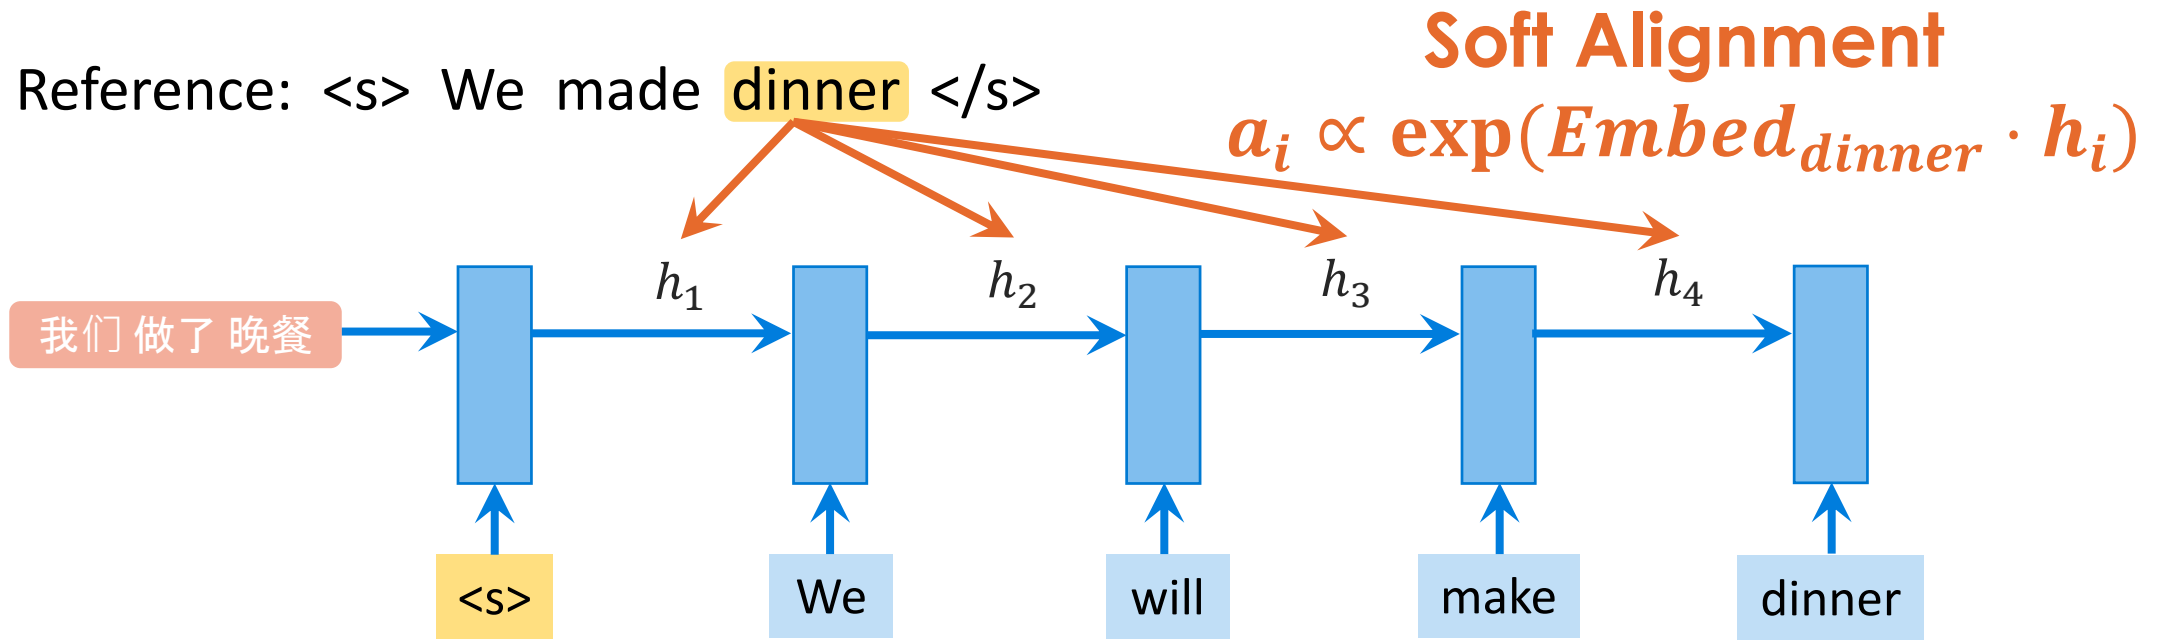 Soft Alignment
Reference: <s> We made dinner </s>
a_i ∝ exp(Embed_dinner · h_i)
h_1 h_2 h_3 h_4
我们 做了 晚餐
<s> We will make dinner